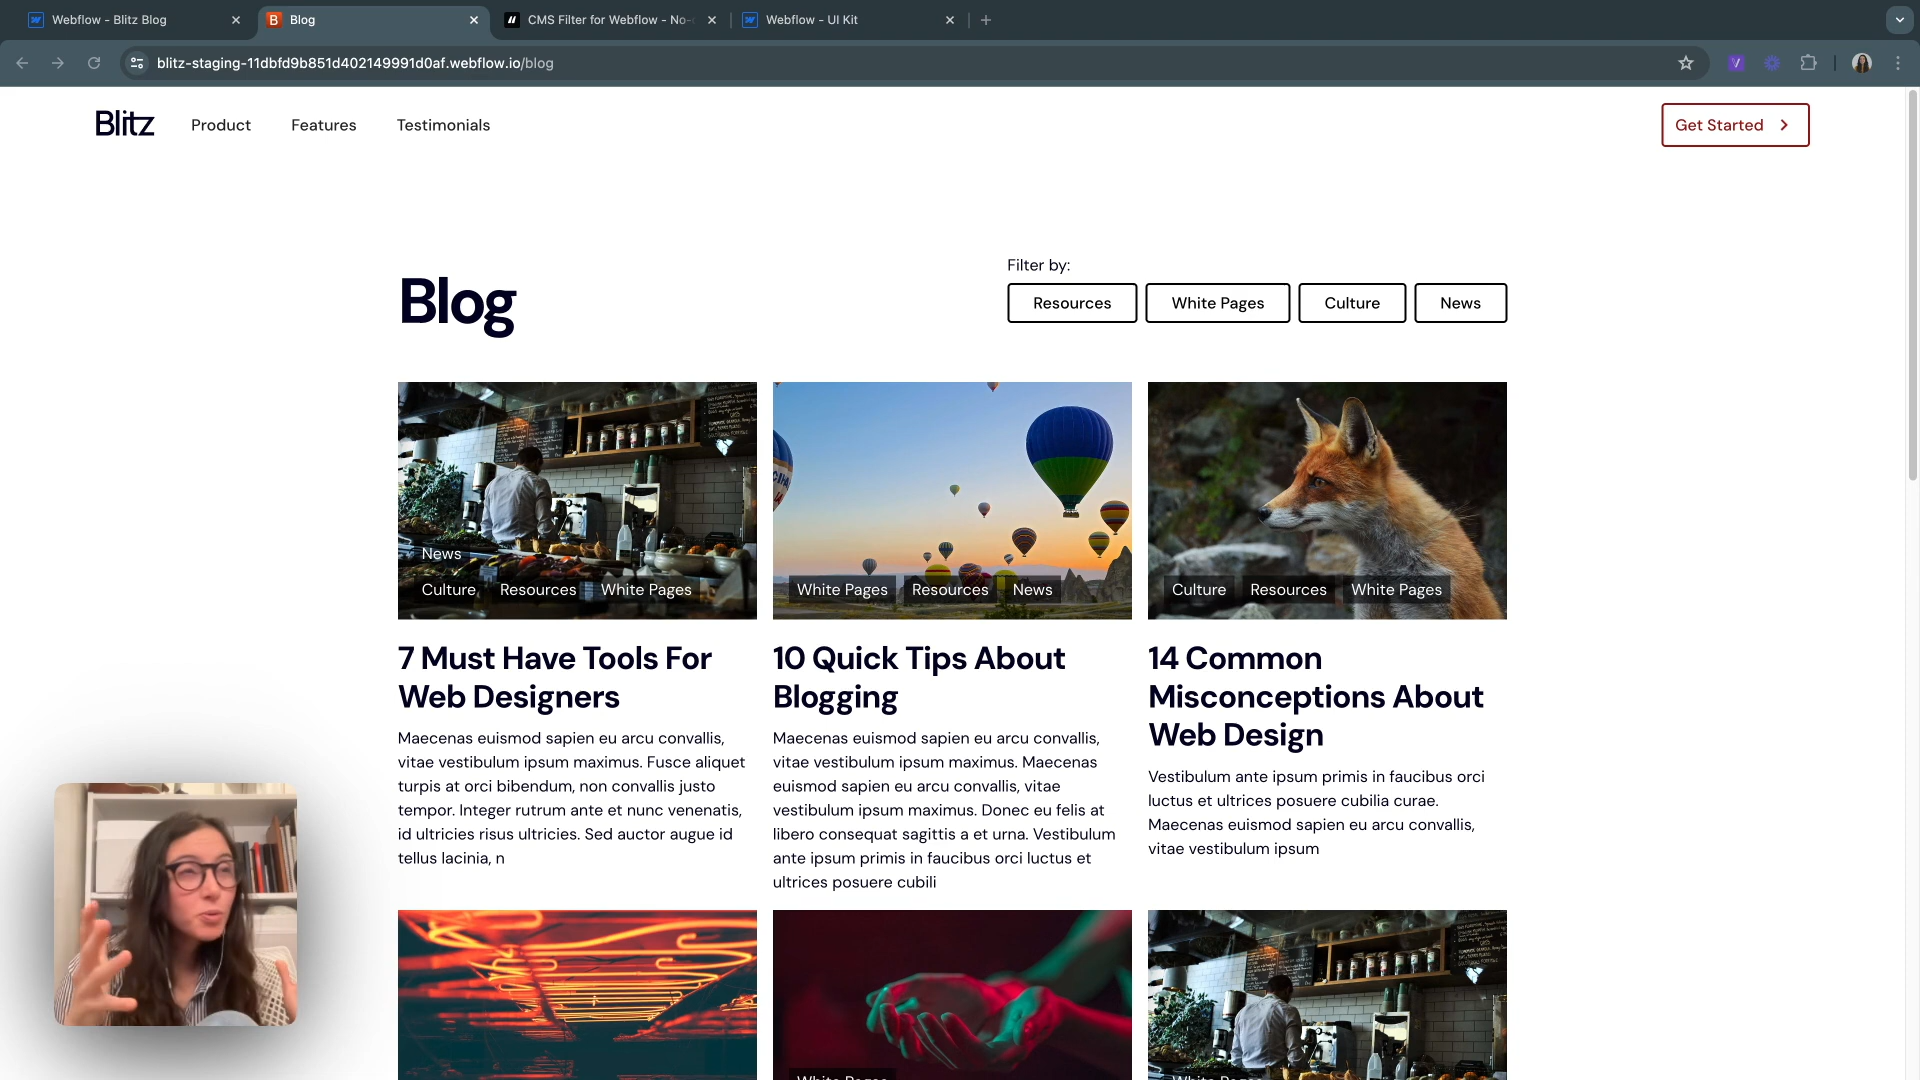 Webflow - Blitz Blog
Blog
CMS Filter for Webflow - No-
Webflow - UI Kit
blitz-staging-11dbfd9b851d402149991d0af.webflow.io/blog
Blitz
Product
Features
Testimonials
Get Started
Blog
Filter by:
Resources
White Pages
Culture
News
News
Culture
Resources
White Pages
White Pages
Resources
News
Culture
Resources
White Pages
7 Must Have Tools For
Web Designers
Maecenas euismod sapien eu arcu convallis,
vitae vestibulum ipsum maximus. Fusce aliquet
turpis at orci bibendum, non convallis justo
tempor. Integer rutrum ante et nunc venenatis,
id ultricies risus ultricies. Sed auctor augue id
tellus lacinia, n
10 Quick Tips About
Blogging
Maecenas euismod sapien eu arcu convallis,
vitae vestibulum ipsum maximus. Maecenas
euismod sapien eu arcu convallis, vitae
vestibulum ipsum maximus. Donec eu felis at
libero consequat sagittis a et urna. Vestibulum
ante ipsum primis in faucibus orci luctus et
ultrices posuere cubili
14 Common
Misconceptions About
Web Design
Vestibulum ante ipsum primis in faucibus orci
luctus et ultrices posuere cubilia curae.
Maecenas euismod sapien eu arcu convallis,
vitae vestibulum ipsum
White Pages
White Pages